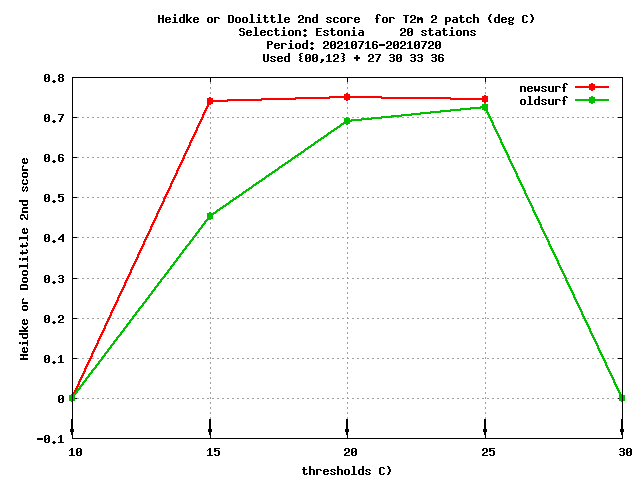 Heidke or Doolittle 2nd score  for T2m 2 patch (deg C)
Selection: Estonia     20 stations
Period: 20210716-20210720
Used {00,12} + 27 30 33 36
newsurf
oldsurf
Heidke or Doolittle 2nd score
0.8
0.7
0.6
0.5
0.4
0.3
0.2
0.1
0
-0.1
10 15 20 25 30
thresholds C)